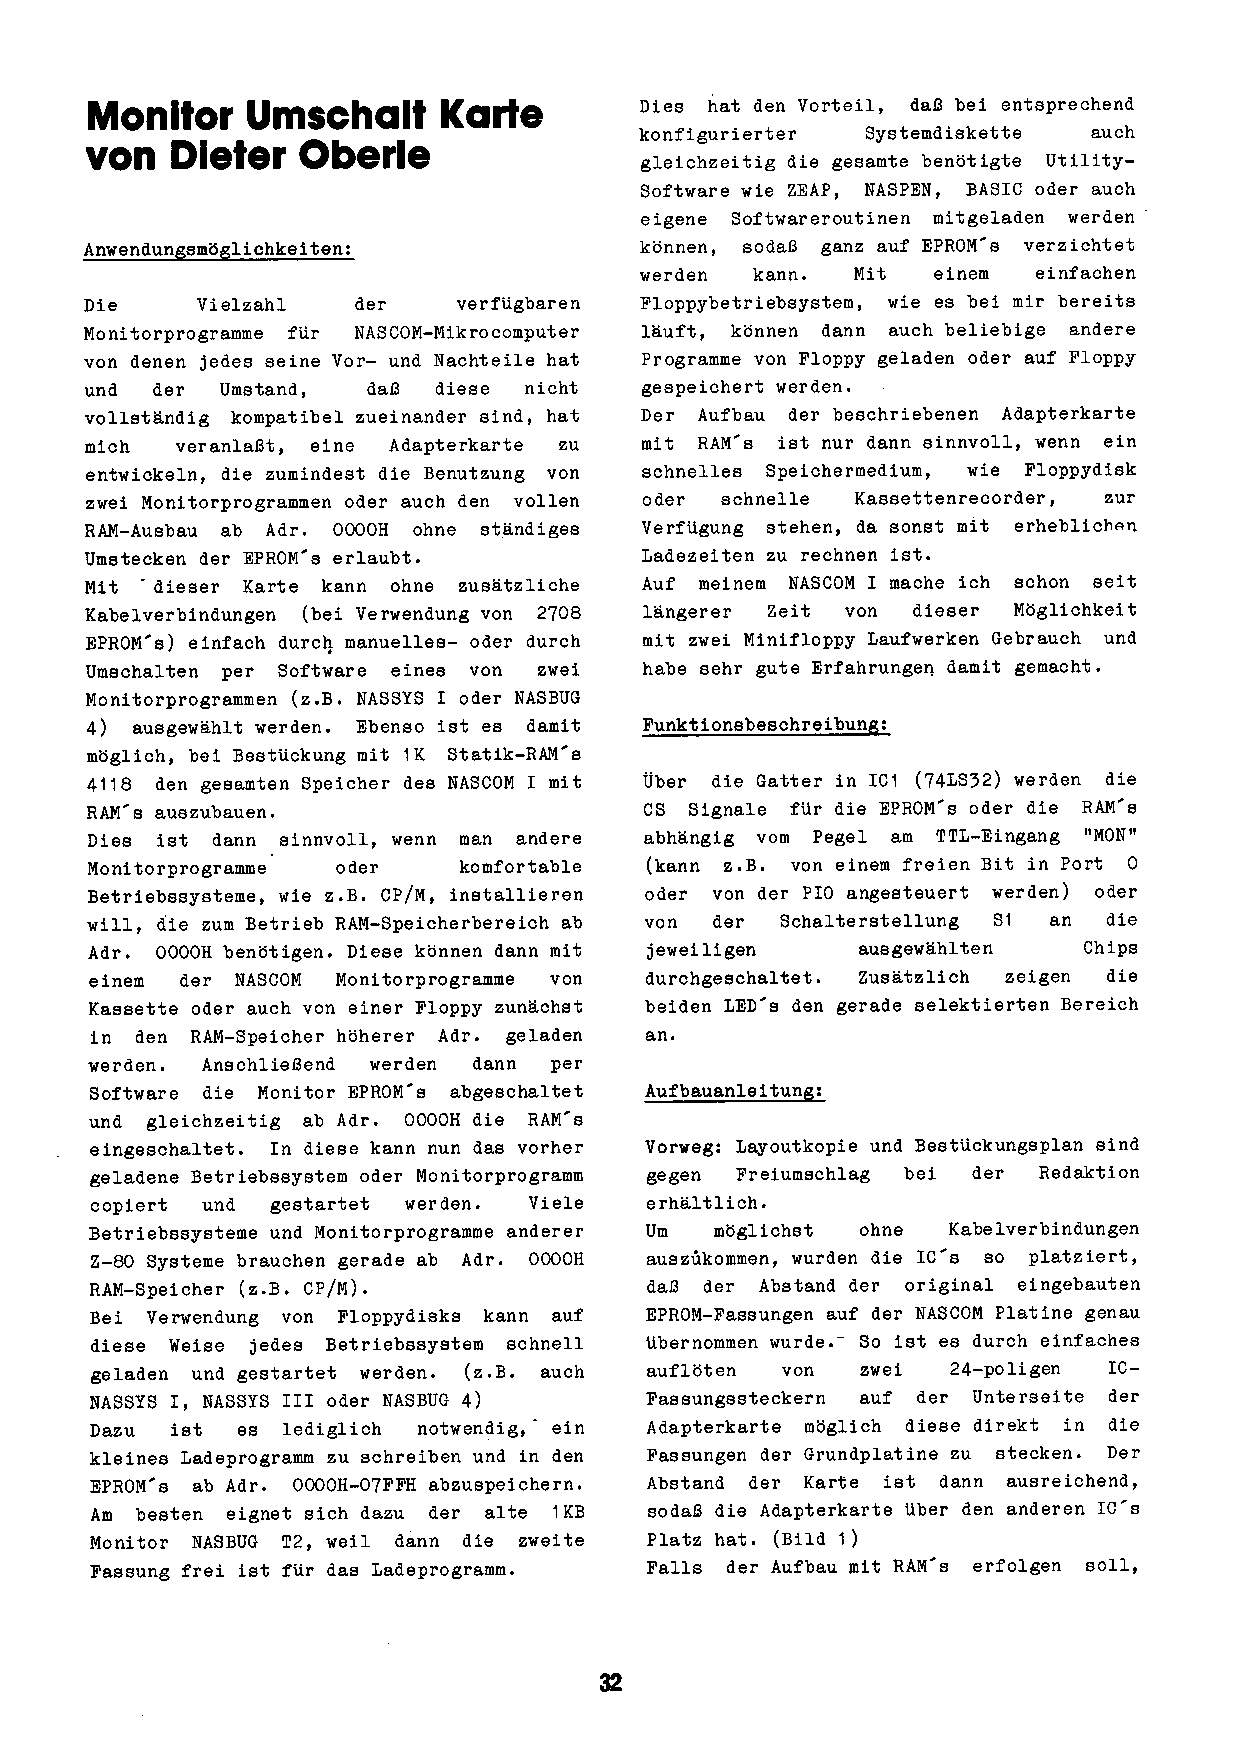 Monitor Umschalt Karte
von Dieter Oberle
Anwendungsmöglichkeiten:
Die Vielzahl der verfügbaren
Monitorprogramme für NASCOM-Mikrocomputer
von denen jedes seine Vor- und Nachteile hat
und der Umstand, daß diese nicht
vollständig kompatibel zueinander sind, hat
mich veranlaßt, eine Adapterkarte zu
entwickeln, die zumindest die Benutzung von
zwei Monitorprogrammen oder auch den vollen
RAM-Ausbau ab Adr. 0000H ohne ständiges
Umstecken der EPROM´s erlaubt.
Mit dieser Karte kann ohne zusätzliche
Kabelverbindungen (bei Verwendung von 2708
EPROM´s) einfach durch manuelles- oder durch
Umschalten per Software eines von zwei
Monitorprogrammen (z.B. NASSYS I oder NASBUG
4) ausgewählt werden. Ebenso ist es damit
möglich, bei Bestückung mit 1K Statik-RAM´s
4118 den gesamten Speicher des NASCOM I mit
RAM´s auszubauen.
Dies ist dann sinnvoll, wenn man andere
Monitorprogramme oder komfortable
Betriebssysteme, wie z.B. CP/M, installieren
will, die zum Betrieb RAM-Speicherbereich ab
Adr. 0000H benötigen. Diese können dann mit
einem der NASCOM Monitorprogramme von
Kassette oder auch von einer Floppy zunächst
in den RAM-Speicher höherer Adr. geladen
werden. Anschließend werden dann per
Software die Monitor EPROM´s abgeschaltet
und gleichzeitig ab Adr. 0000H die RAM´s
eingeschaltet. In diese kann nun das vorher
geladene Betriebssystem oder Monitorprogramm
copiert und gestartet werden. Viele
Betriebssysteme und Monitorprogramme anderer
Z-80 Systeme brauchen gerade ab Adr. 0000H
RAM-Speicher (z.B. CP/M).
Bei Verwendung von Floppydisks kann auf
diese Weise jedes Betriebssystem schnell
geladen und gestartet werden. (z.B. auch
NASSYS I, NASSYS III oder NASBUG 4)
Dazu ist es lediglich notwendig, ein
kleines Ladeprogramm zu schreiben und in den
EPROM´s ab Adr. 0000H-07FFH abzuspeichern.
Am besten eignet sich dazu der alte 1KB
Monitor NASBUG T2, weil dann die zweite
Fassung frei ist für das Ladeprogramm.
Dies hat den Vorteil, daß bei entsprechend
konfigurierter Systemdiskette auch
gleichzeitig die gesamte benötigte Utility-
Software wie ZEAP, NASPEN, BASIC oder auch
eigene Softwareroutinen mitgeladen werden
können, sodaß ganz auf EPROM´s verzichtet
werden kann. Mit einem einfachen
Floppybetriebsystem, wie es bei mir bereits
läuft, können dann auch beliebige andere
Programme von Floppy geladen oder auf Floppy
gespeichert werden.
Der Aufbau der beschriebenen Adapterkarte
mit RAM´s ist nur dann sinnvoll, wenn ein
schnelles Speichermedium, wie Floppydisk
oder schnelle Kassettenrecorder, zur
Verfügung stehen, da sonst mit erheblichen
Ladezeiten zu rechnen ist.
Auf meinem NASCOM I mache ich schon seit
längerer Zeit von dieser Möglichkeit
mit zwei Minifloppy Laufwerken Gebrauch und
habe sehr gute Erfahrungen damit gemacht.
Funktionsbeschreibung:
Über die Gatter in IC1 (74LS32) werden die
CS Signale für die EPROM´s oder die RAM´s
abhängig vom Pegel am TTL-Eingang "MON"
(kann z.B. von einem freien Bit in Port 0
oder von der PIO angesteuert werden) oder
von der Schalterstellung S1 an die
jeweiligen ausgewählten Chips
durchgeschaltet. Zusätzlich zeigen die
beiden LED´s den gerade selektierten Bereich
an.
Aufbauanleitung:
Vorweg: Layoutkopie und Bestückungsplan sind
gegen Freiumschlag bei der Redaktion
erhältlich.
Um möglichst ohne Kabelverbindungen
auszukommen, wurden die IC´s so platziert,
daß der Abstand der original eingebauten
EPROM-Fassungen auf der NASCOM Platine genau
übernommen wurde. So ist es durch einfaches
auflöten von zwei 24-poligen IC-
Fassungssteckern auf der Unterseite der
Adapterkarte möglich diese direkt in die
Fassungen der Grundplatine zu stecken. Der
Abstand der Karte ist dann ausreichend,
sodaß die Adapterkarte über den anderen IC´s
Platz hat. (Bild 1)
Falls der Aufbau mit RAM´s erfolgen soll,
32